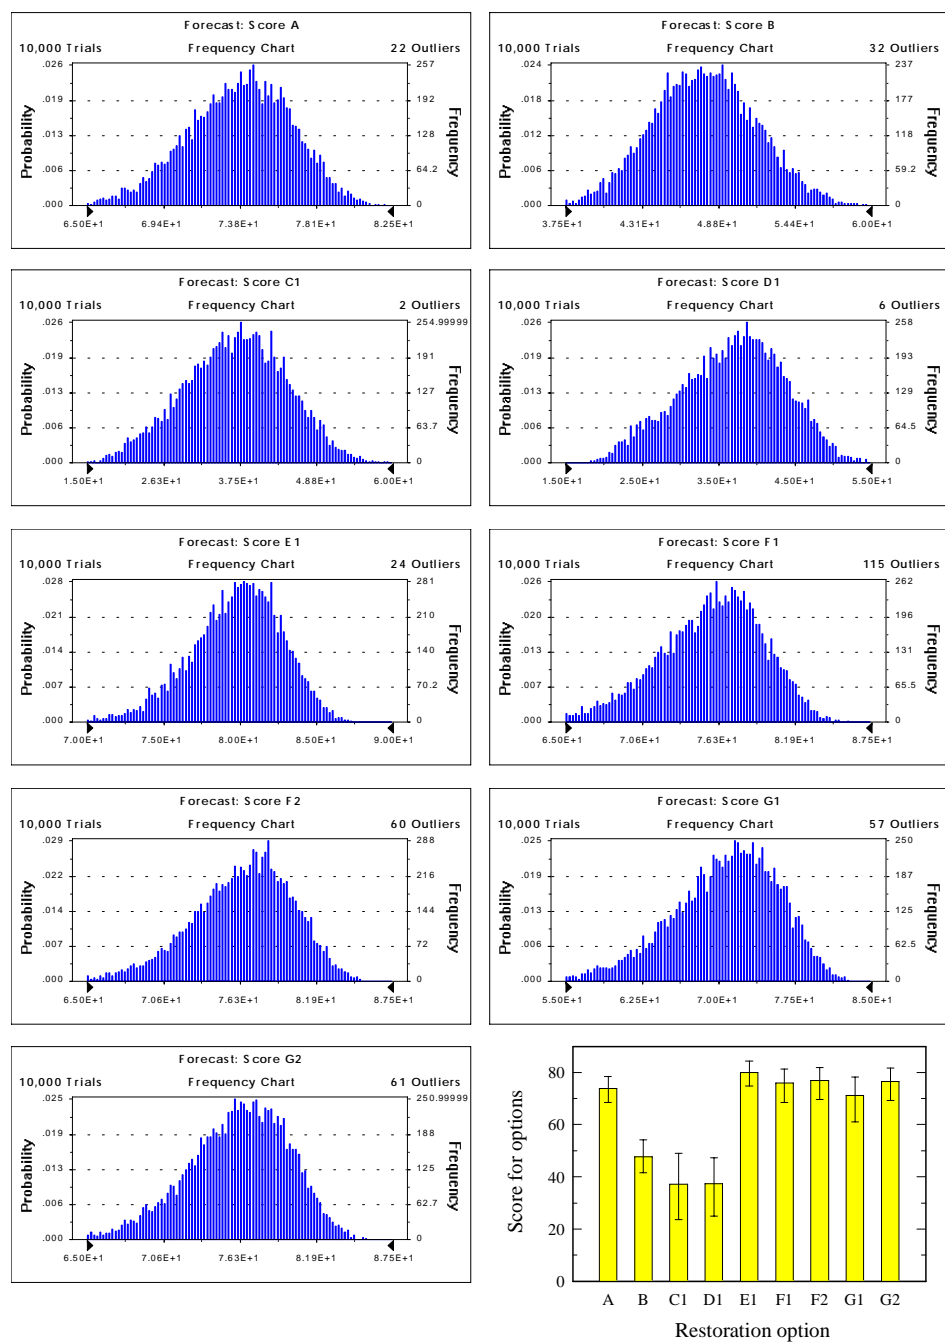 Forecast: Score A
10,000 Trials Frequency Chart 22 Outliers
Probability
Frequency
.026 257
.019 192
.013 128
.006 64.2
.000 0
6.50E+1 6.94E+1 7.38E+1 7.81E+1 8.25E+1
Forecast: Score B
10,000 Trials Frequency Chart 32 Outliers
Probability
Frequency
.024 237
.018 177
.012 118
.006 59.2
.000 0
3.75E+1 4.31E+1 4.88E+1 5.44E+1 6.00E+1
Forecast: Score C1
10,000 Trials Frequency Chart 2 Outliers
Probability
Frequency
.026 254.99999
.019 191
.013 127
.006 63.7
.000 0
1.50E+1 2.63E+1 3.75E+1 4.88E+1 6.00E+1
Forecast: Score D1
10,000 Trials Frequency Chart 6 Outliers
Probability
Frequency
.026 258
.019 193
.013 129
.006 64.5
.000 0
1.50E+1 2.50E+1 3.50E+1 4.50E+1 5.50E+1
Forecast: Score E1
10,000 Trials Frequency Chart 24 Outliers
Probability
Frequency
.028 281
.021 210
.014 140
.007 70.2
.000 0
7.00E+1 7.50E+1 8.00E+1 8.50E+1 9.00E+1
Forecast: Score F1
10,000 Trials Frequency Chart 115 Outliers
Probability
Frequency
.026 262
.020 196
.013 131
.007 65.5
.000 0
6.50E+1 7.06E+1 7.63E+1 8.19E+1 8.75E+1
Forecast: Score F2
10,000 Trials Frequency Chart 60 Outliers
Probability
Frequency
.029 288
.022 216
.014 144
.007 72
.000 0
6.50E+1 7.06E+1 7.63E+1 8.19E+1 8.75E+1
Forecast: Score G1
10,000 Trials Frequency Chart 57 Outliers
Probability
Frequency
.025 250
.019 187
.013 125
.006 62.5
.000 0
5.50E+1 6.25E+1 7.00E+1 7.75E+1 8.50E+1
Forecast: Score G2
10,000 Trials Frequency Chart 61 Outliers
Probability
Frequency
.025 250.99999
.019 188
.013 125
.006 62.7
.000 0
6.50E+1 7.06E+1 7.63E+1 8.19E+1 8.75E+1
Score for options
80
60
40
20
0
A B C1 D1 E1 F1 F2 G1 G2
Restoration option